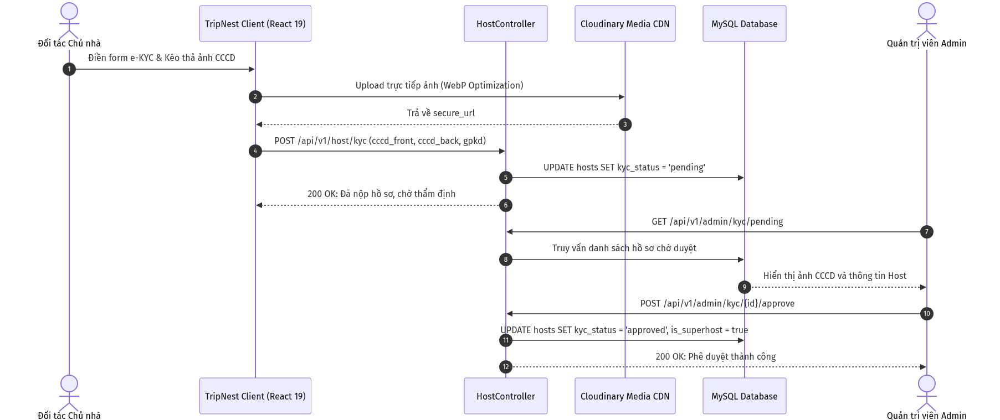 Đối tác Chủ nhà
TripNest Client (React 19)
HostController
Cloudinary Media CDN
MySQL Database
Quản trị viên Admin
Điền form e-KYC & Kéo thả ảnh CCCD
1
Upload trực tiếp ảnh (WebP Optimization)
2
Trả về secure_url
3
POST /api/v1/host/kyc (cccd_front, cccd_back, gpkd)
4
UPDATE hosts SET kyc_status = 'pending'
5
200 OK: Đã nộp hồ sơ, chờ thẩm định
6
GET /api/v1/admin/kyc/pending
7
Truy vấn danh sách hồ sơ chờ duyệt
8
Hiển thị ảnh CCCD và thông tin Host
9
POST /api/v1/admin/kyc/{id}/approve
10
UPDATE hosts SET kyc_status = 'approved', is_superhost = true
11
200 OK: Phê duyệt thành công
12
Đối tác Chủ nhà
TripNest Client (React 19)
HostController
Cloudinary Media CDN
MySQL Database
Quản trị viên Admin